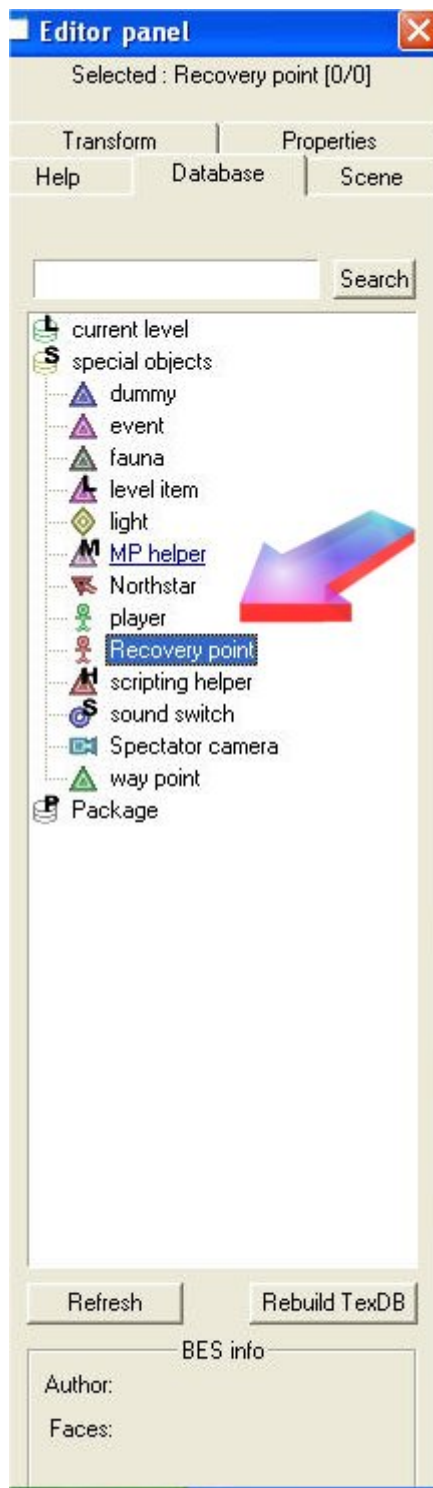 Editor panel
Selected : Recovery point [0/0]
Transform Properties
Help Database Scene
Search
L current level
S special objects
dummy
event
fauna
L level item
light
M MP helper
Northstar
player
Recovery point
H scripting helper
S sound switch
Spectator camera
way point
P Package
Refresh Rebuild TexDB
BES info
Author:
Faces: